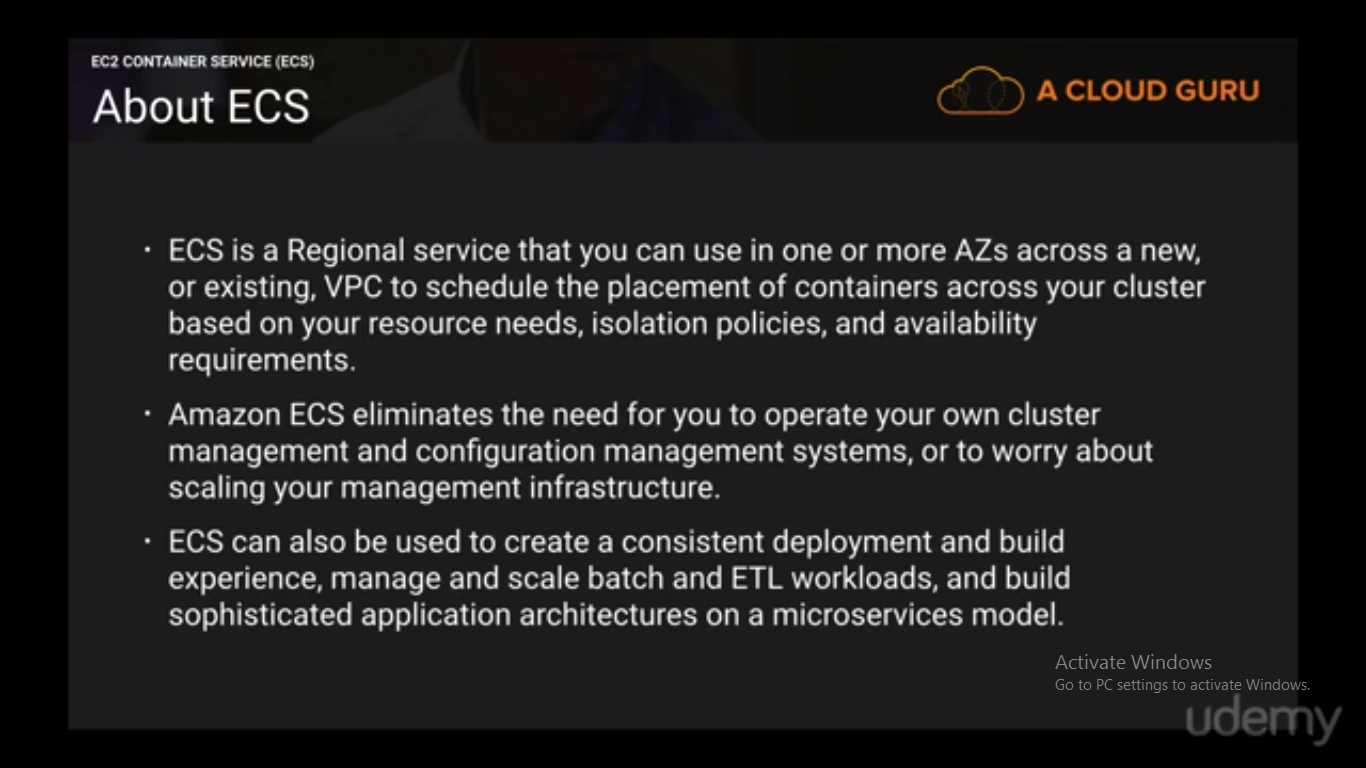 EC2 CONTAINER SERVICE (ECS)
About ECS
A CLOUD GURU
· ECS is a Regional service that you can use in one or more AZs across a new,
or existing, VPC to schedule the placement of containers across your cluster
based on your resource needs, isolation policies, and availability
requirements.
· Amazon ECS eliminates the need for you to operate your own cluster
management and configuration management systems, or to worry about
scaling your management infrastructure.
· ECS can also be used to create a consistent deployment and build
experience, manage and scale batch and ETL workloads, and build
sophisticated application architectures on a microservices model.
Activate Windows
Go to PC settings to activate Windows.
udemy